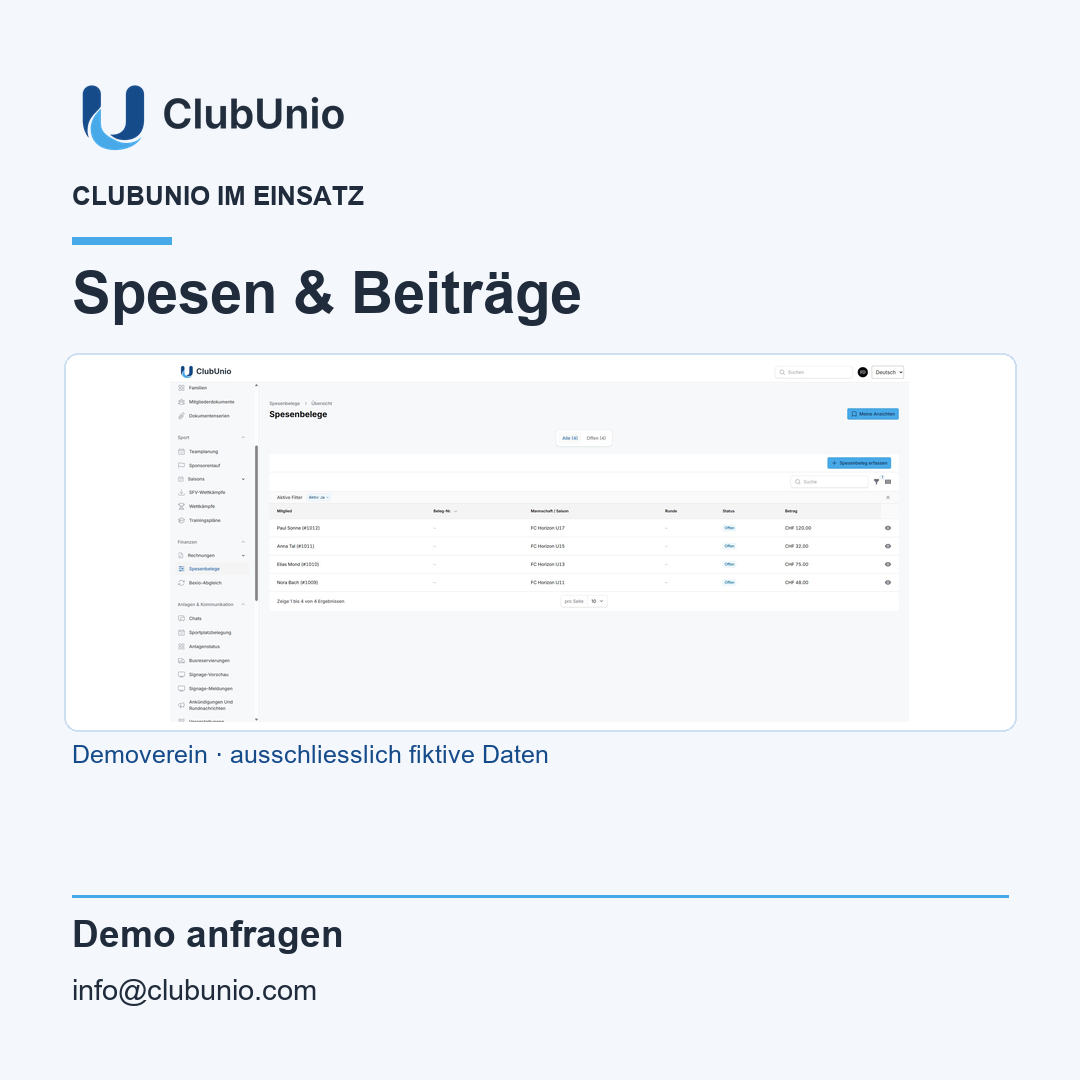 ClubUnio
CLUBUNIO IM EINSATZ
Spesen & Beiträge
ClubUnio
Suchen
Deutsch
Familien
Mitgliederdokumente
Dokumentenserien
Sport
Teamplanung
Sponsorenlauf
Saisons
SFV-Wettkämpfe
Wettkämpfe
Trainingspläne
Finanzen
Rechnungen
Spesenbelege
Bexio-Abgleich
Anlagen & Kommunikation
Chats
Sportplatzbelegung
Anlagenstatus
Busreservierungen
Signage-Vorschau
Signage-Meldungen
Ankündigungen Und
Rundnachrichten
Spesenbelege > Übersicht
Spesenbelege
Meine Ansichten
Alle (4) Offen (4)
+ Spesenbeleg erfassen
Suche
Aktive Filter Aktiv: Ja ×
Mitglied Beleg-Nr. Mannschaft / Saison Runde Status Betrag
Paul Sonne (#1012) - FC Horizon U17 - Offen CHF 120.00
Anna Tal (#1011) - FC Horizon U15 - Offen CHF 32.00
Elias Mond (#1010) - FC Horizon U13 - Offen CHF 75.00
Nora Bach (#1009) - FC Horizon U11 - Offen CHF 48.00
Zeige 1 bis 4 von 4 Ergebnissen pro Seite 10
Demoverein · ausschliesslich fiktive Daten
Demo anfragen
info@clubunio.com